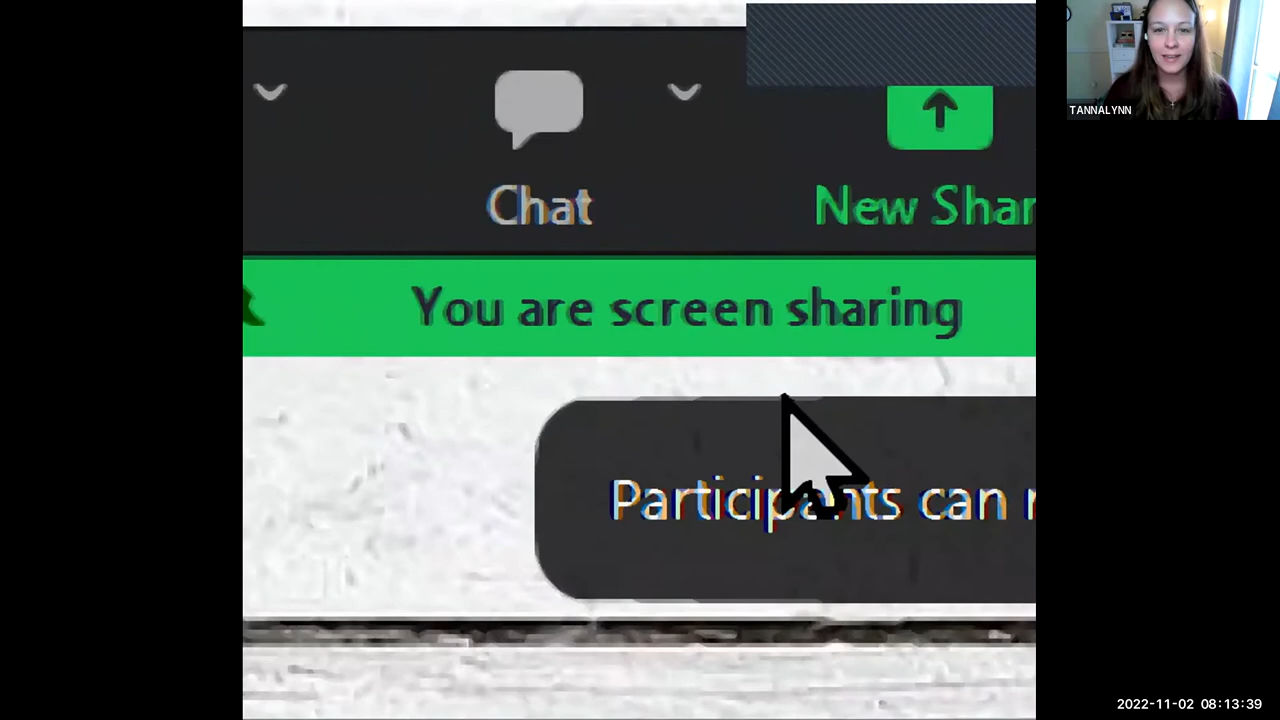 TANNALYNN
Chat
New Shar
You are screen sharing
Participants can
2022-11-02 08:13:39